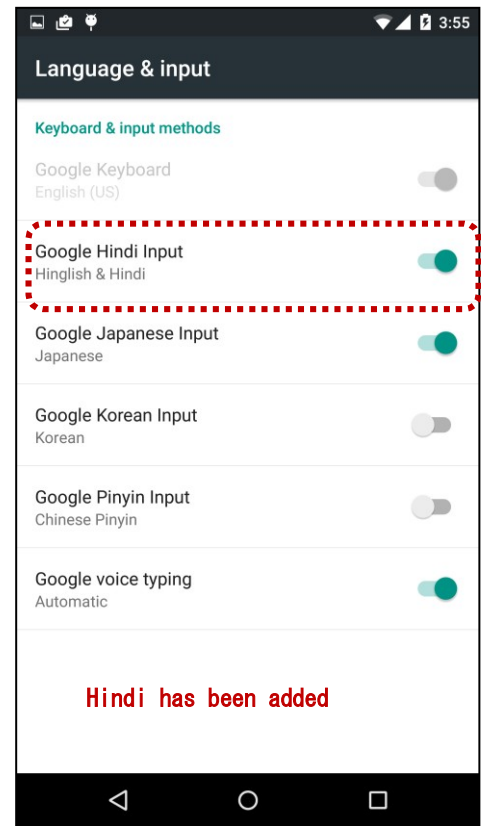 3:55
Language & input
Keyboard & input methods
Google Keyboard
English (US)
Google Hindi Input
Hinglish & Hindi
Google Japanese Input
Japanese
Google Korean Input
Korean
Google Pinyin Input
Chinese Pinyin
Google voice typing
Automatic
Hindi has been added